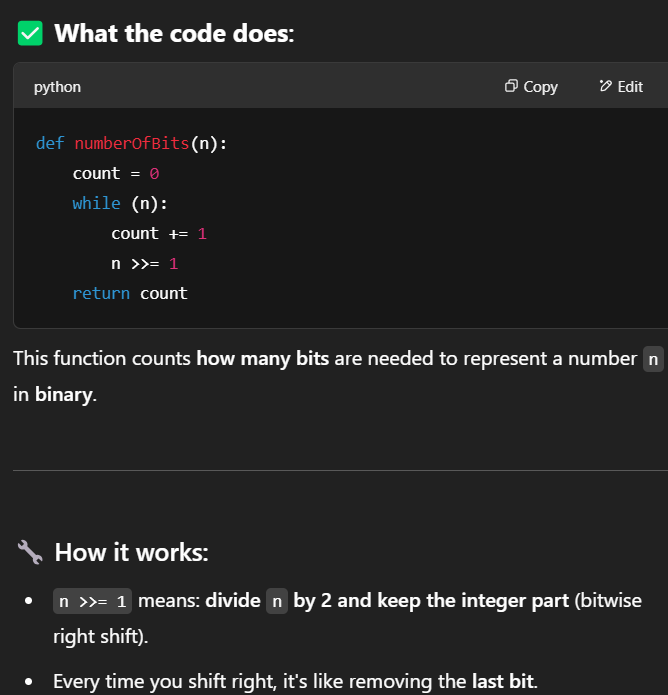 ✅ What the code does:
python Copy Edit
def numberOfBits(n):
    count = 0
    while (n):
        count += 1
        n >>= 1
    return count
This function counts how many bits are needed to represent a number n
in binary.
🔧 How it works:
• n >>= 1 means: divide n by 2 and keep the integer part (bitwise
right shift).
• Every time you shift right, it's like removing the last bit.